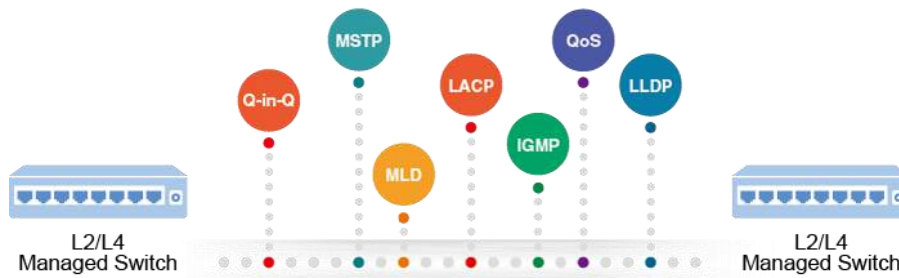 MSTP
QoS
Q-in-Q
LACP
LLDP
MLD
IGMP
L2/L4
Managed Switch
L2/L4
Managed Switch